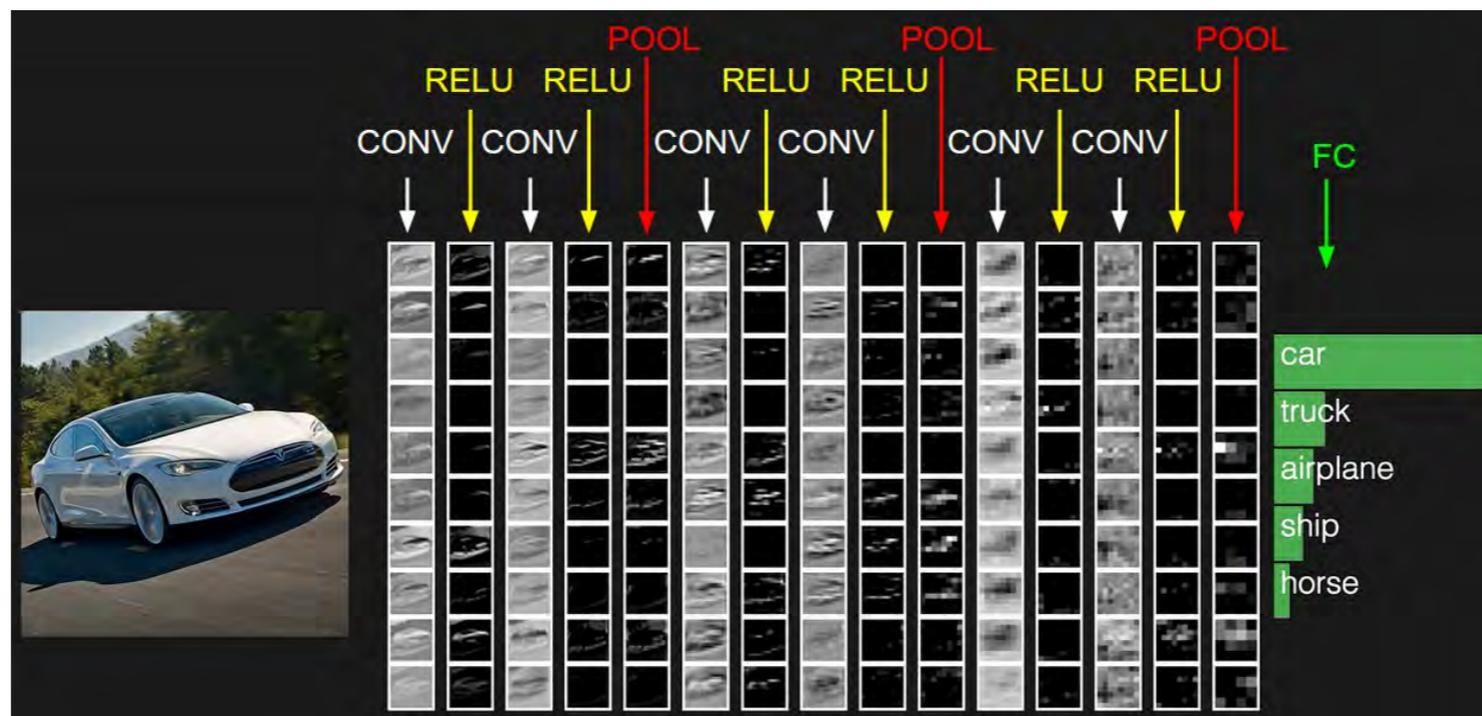 POOL POOL POOL
RELU RELU RELU RELU RELU RELU
CONV CONV CONV CONV CONV CONV
FC
car
truck
airplane
ship
horse